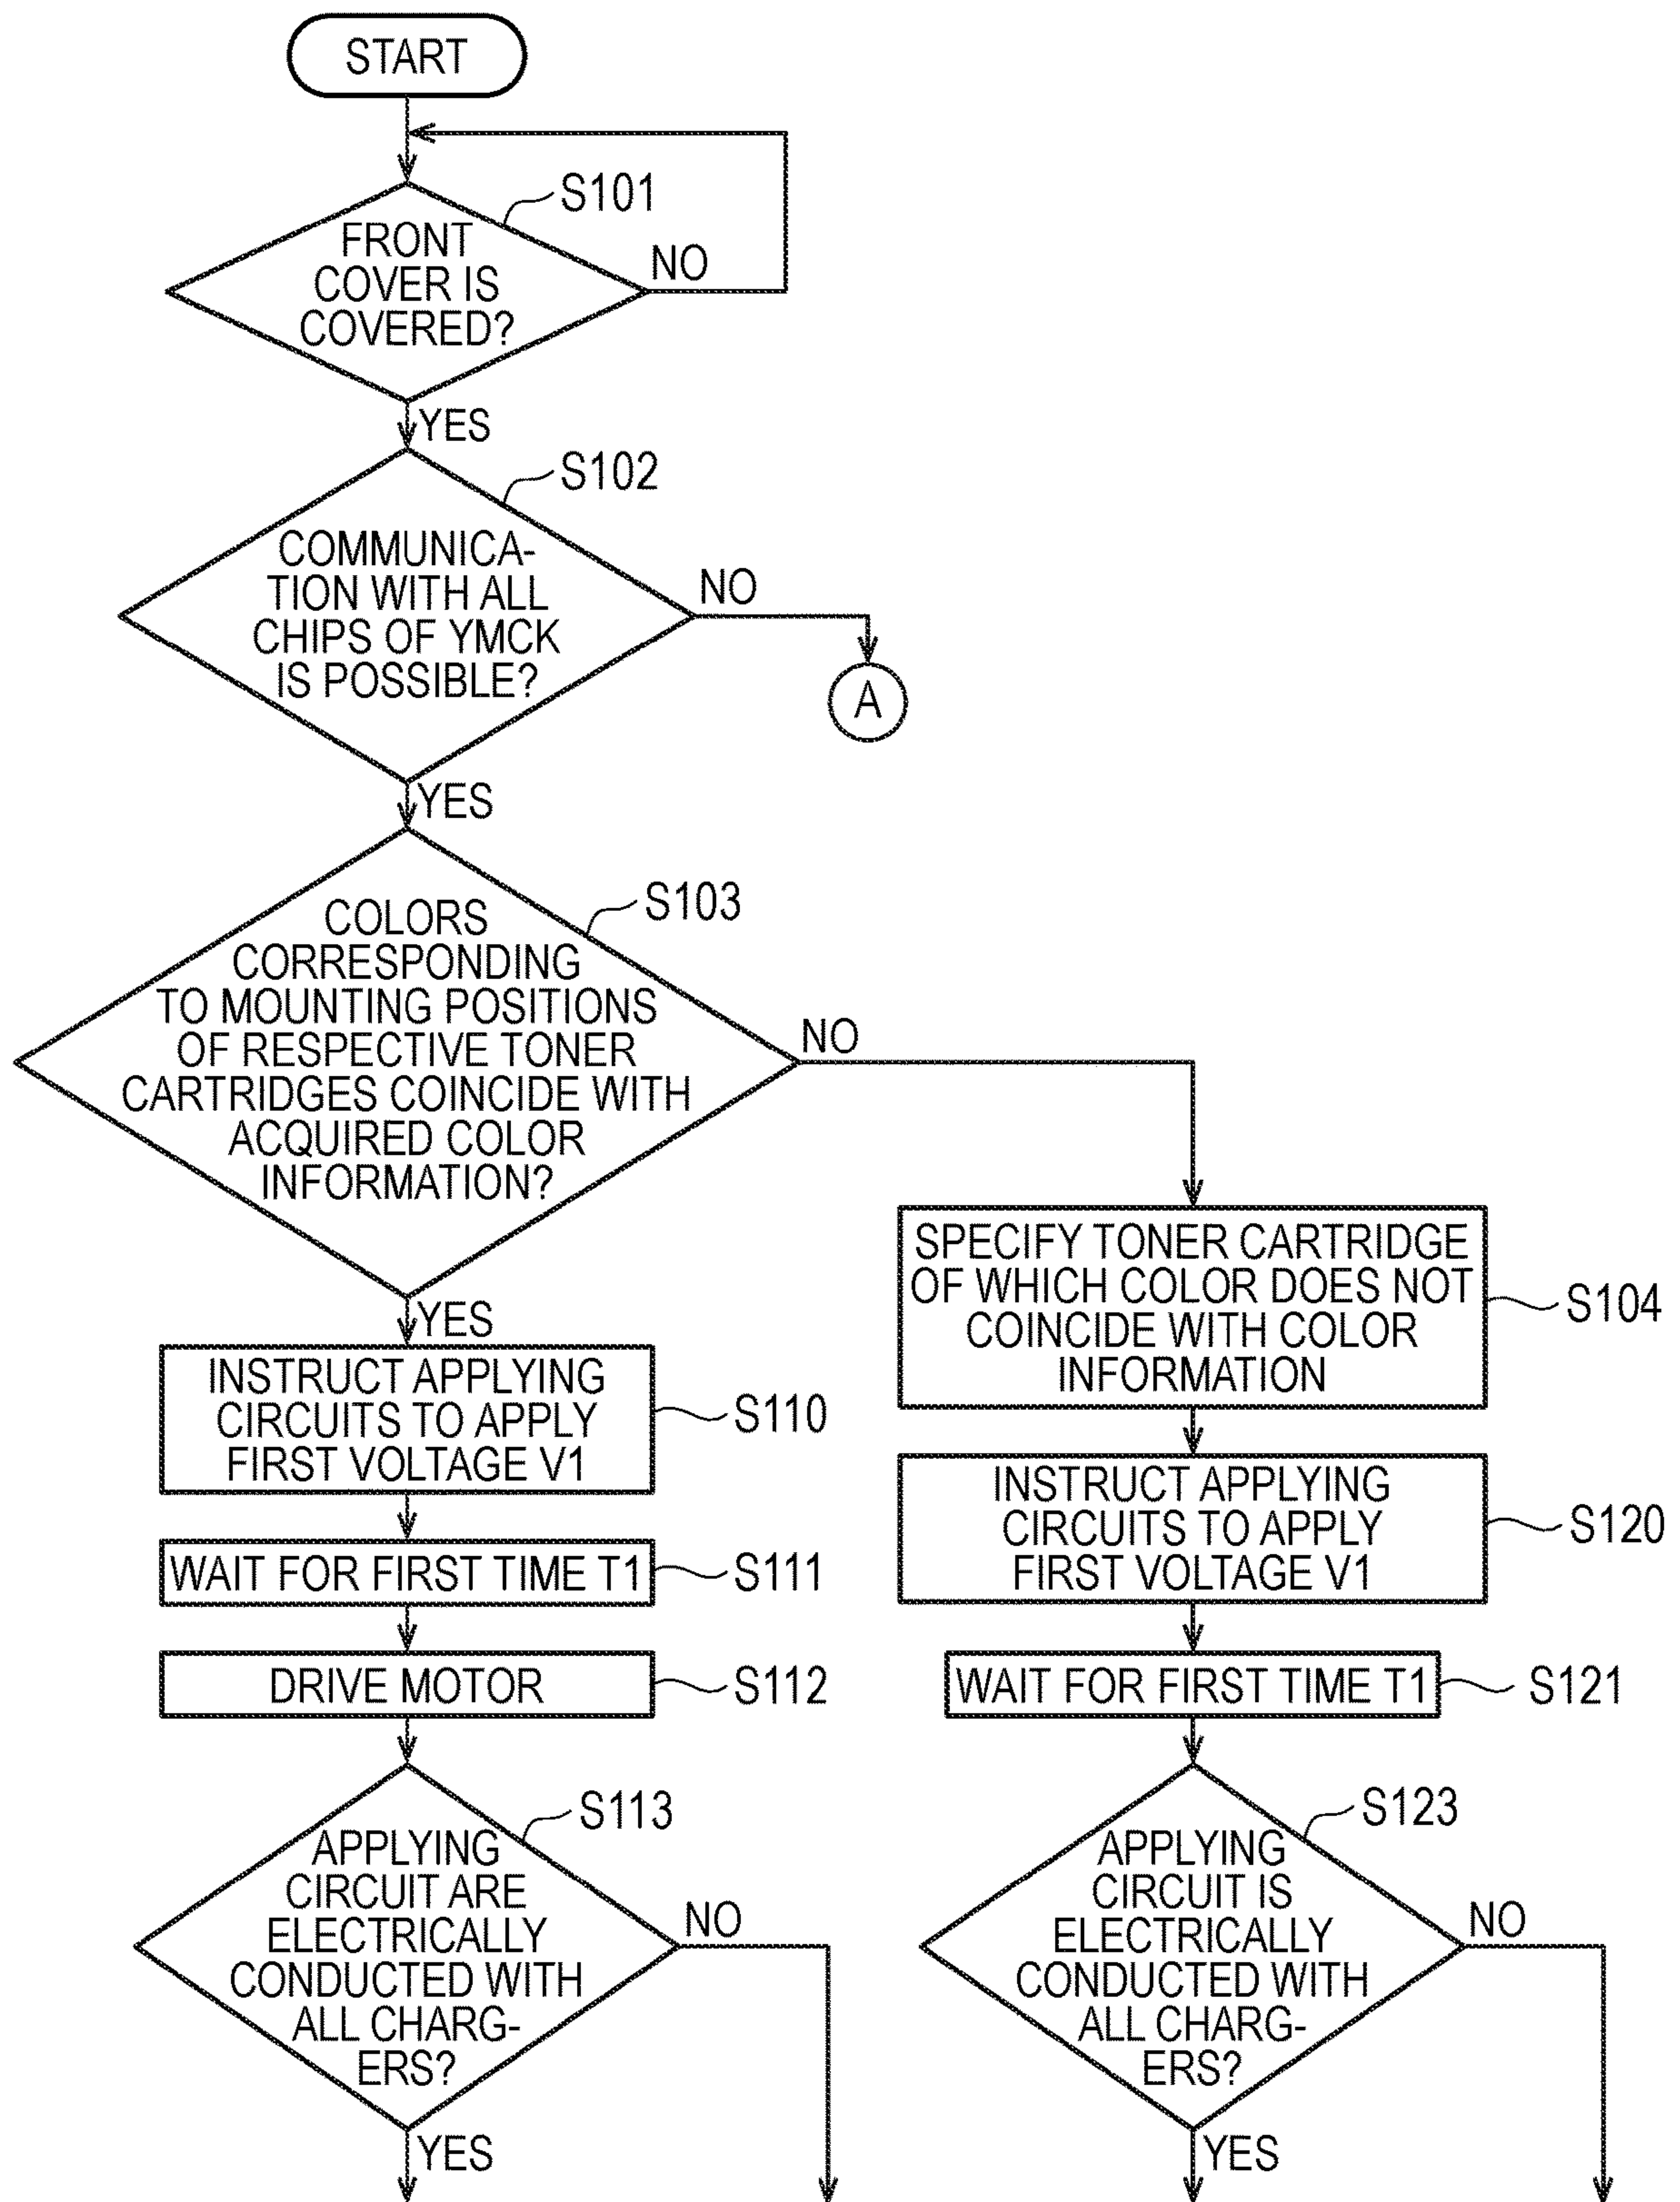 START
S101
FRONT
COVER IS
COVERED?
NO
YES
S102
COMMUNICA-
TION WITH ALL
CHIPS OF YMCK
IS POSSIBLE?
NO
A
YES
S103
COLORS
CORRESPONDING
TO MOUNTING POSITIONS
OF RESPECTIVE TONER
CARTRIDGES COINCIDE WITH
ACQUIRED COLOR
INFORMATION?
NO
YES
SPECIFY TONER CARTRIDGE
OF WHICH COLOR DOES NOT
COINCIDE WITH COLOR
INFORMATION
S104
INSTRUCT APPLYING
CIRCUITS TO APPLY
FIRST VOLTAGE V1
S110
INSTRUCT APPLYING
CIRCUITS TO APPLY
FIRST VOLTAGE V1
S120
WAIT FOR FIRST TIME T1
S111
DRIVE MOTOR
S112
WAIT FOR FIRST TIME T1
S121
S113
APPLYING
CIRCUIT ARE
ELECTRICALLY
CONDUCTED WITH
ALL CHARG-
ERS?
NO
YES
S123
APPLYING
CIRCUIT IS
ELECTRICALLY
CONDUCTED WITH
ALL CHARG-
ERS?
NO
YES